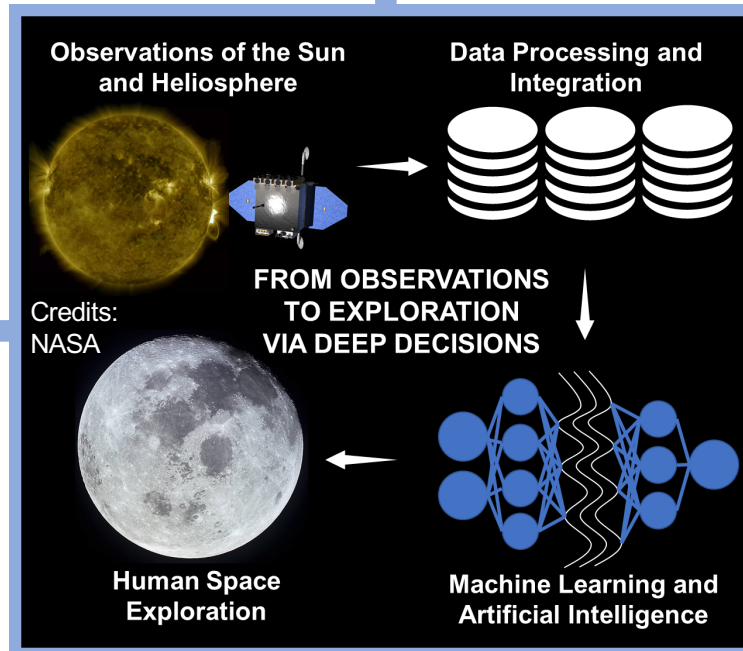 Observations of the Sun
and Heliosphere
Data Processing and
Integration
FROM OBSERVATIONS
TO EXPLORATION
VIA DEEP DECISIONS
Credits:
NASA
Human Space
Exploration
Machine Learning and
Artificial Intelligence